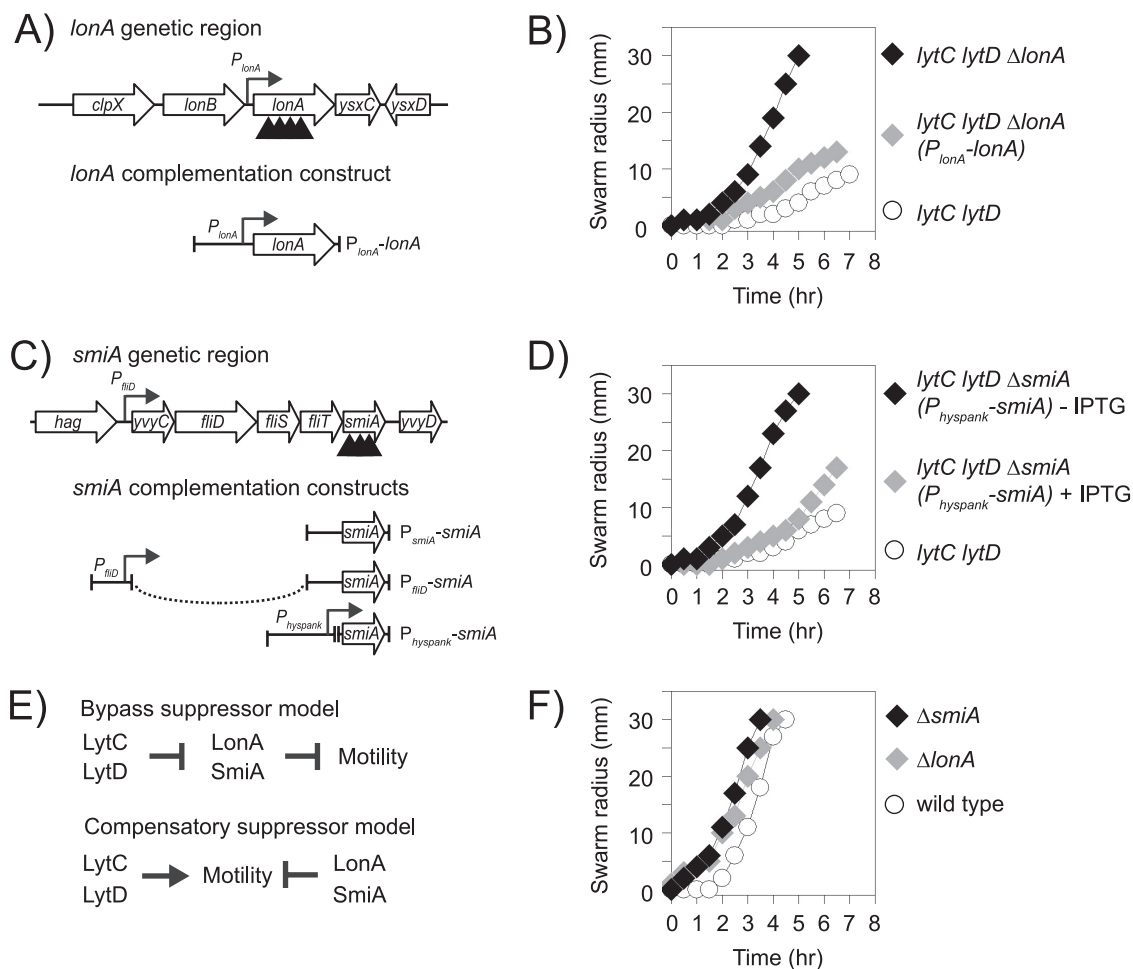 A) lonA genetic region
PlonA
clpX lonB lonA ysxC ysxD
lonA complementation construct
PlonA
lonA PlonA-lonA
B)
Swarm radius (mm)
30
20
10
0
0 1 2 3 4 5 6 7 8
Time (hr)
lytC lytD ΔlonA
lytC lytD ΔlonA
(PlonA-lonA)
lytC lytD
C) smiA genetic region
PfliD
hag yvyC fliD fliS fliT smiA yvyD
smiA complementation constructs
smiA PsmiA-smiA
PfliD
smiA PfliD-smiA
Physpank
smiA Physpank-smiA
D)
Swarm radius (mm)
30
20
10
0
0 1 2 3 4 5 6 7 8
Time (hr)
lytC lytD ΔsmiA
(Physpank-smiA) - IPTG
lytC lytD ΔsmiA
(Physpank-smiA) + IPTG
lytC lytD
E)
Bypass suppressor model
LytC LonA
Motility
LytD SmiA
Compensatory suppressor model
LytC LonA
Motility
LytD SmiA
F)
Swarm radius (mm)
30
20
10
0
0 1 2 3 4 5 6 7 8
Time (hr)
ΔsmiA
ΔlonA
wild type